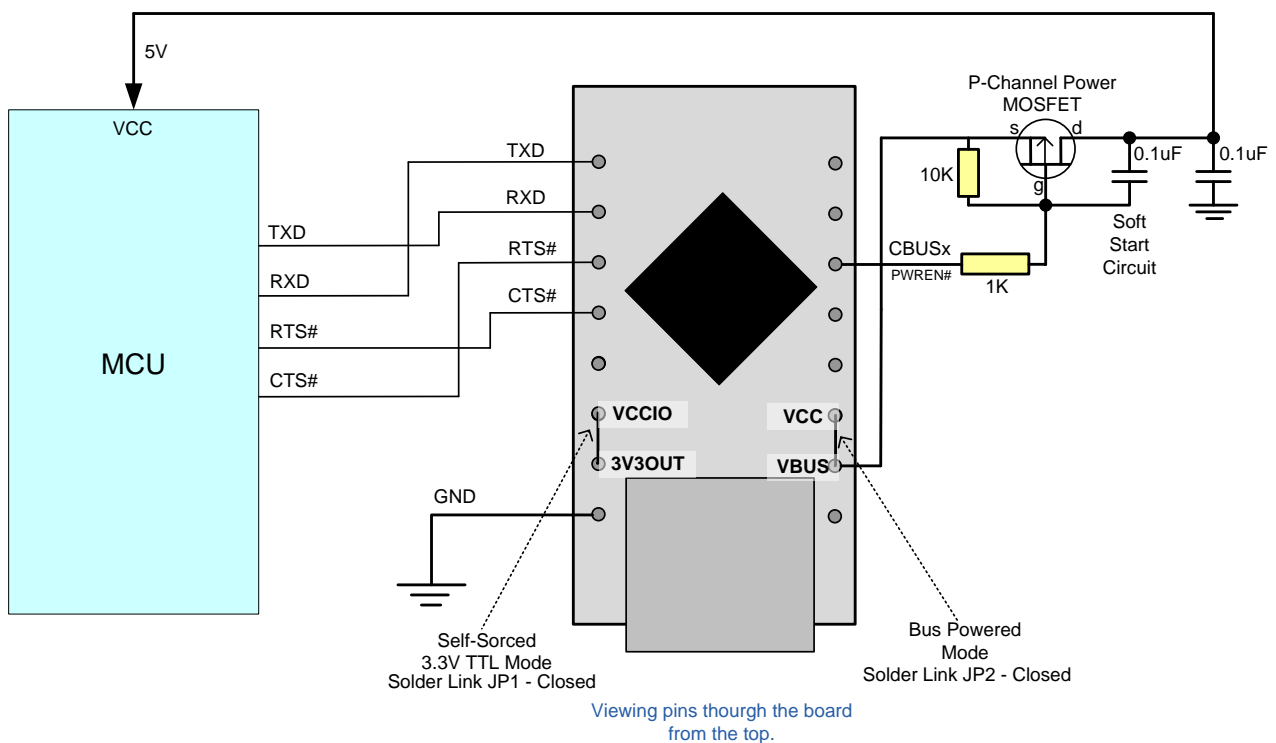 5V
P-Channel Power
MOSFET
VCC
s
d
TXD
0.1uF
0.1uF
10K
g
RXD
TXD
Soft
Start
Circuit
RTS#
CBUSx
PWREN#
1K
RXD
CTS#
RTS#
MCU
CTS#
VCCIO
VCC
3V3OUT
VBUS
GND
Self-Sorced
3.3V TTL Mode
Solder Link JP1 - Closed
Bus Powered
Mode
Solder Link JP2 - Closed
Viewing pins thourgh the board
from the top.